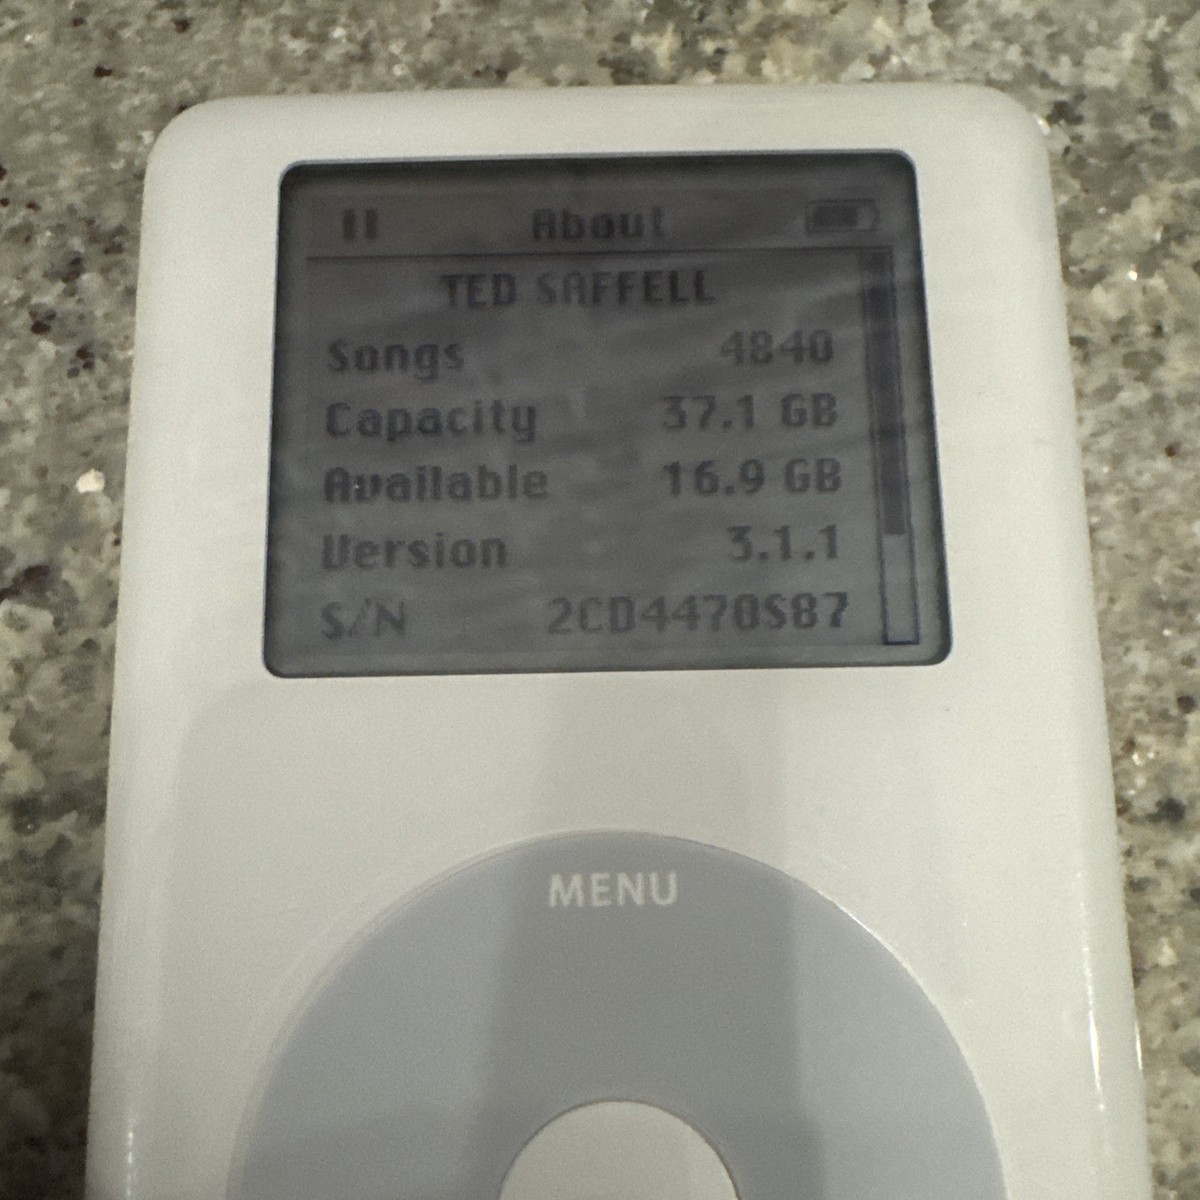 About
TED SAFFELL
Songs 4840
Capacity 37.1 GB
Available 16.9 GB
Version 3.1.1
S/N 2CD4470S87
MENU